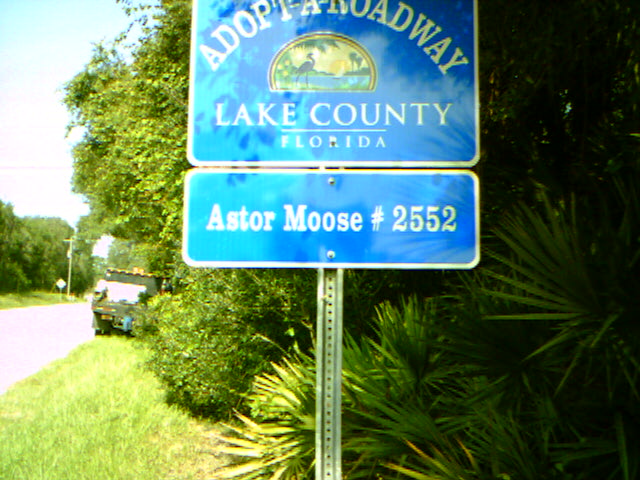 ADOPT-A-ROADWAY
LAKE COUNTY
FLORIDA
Astor Moose # 2552